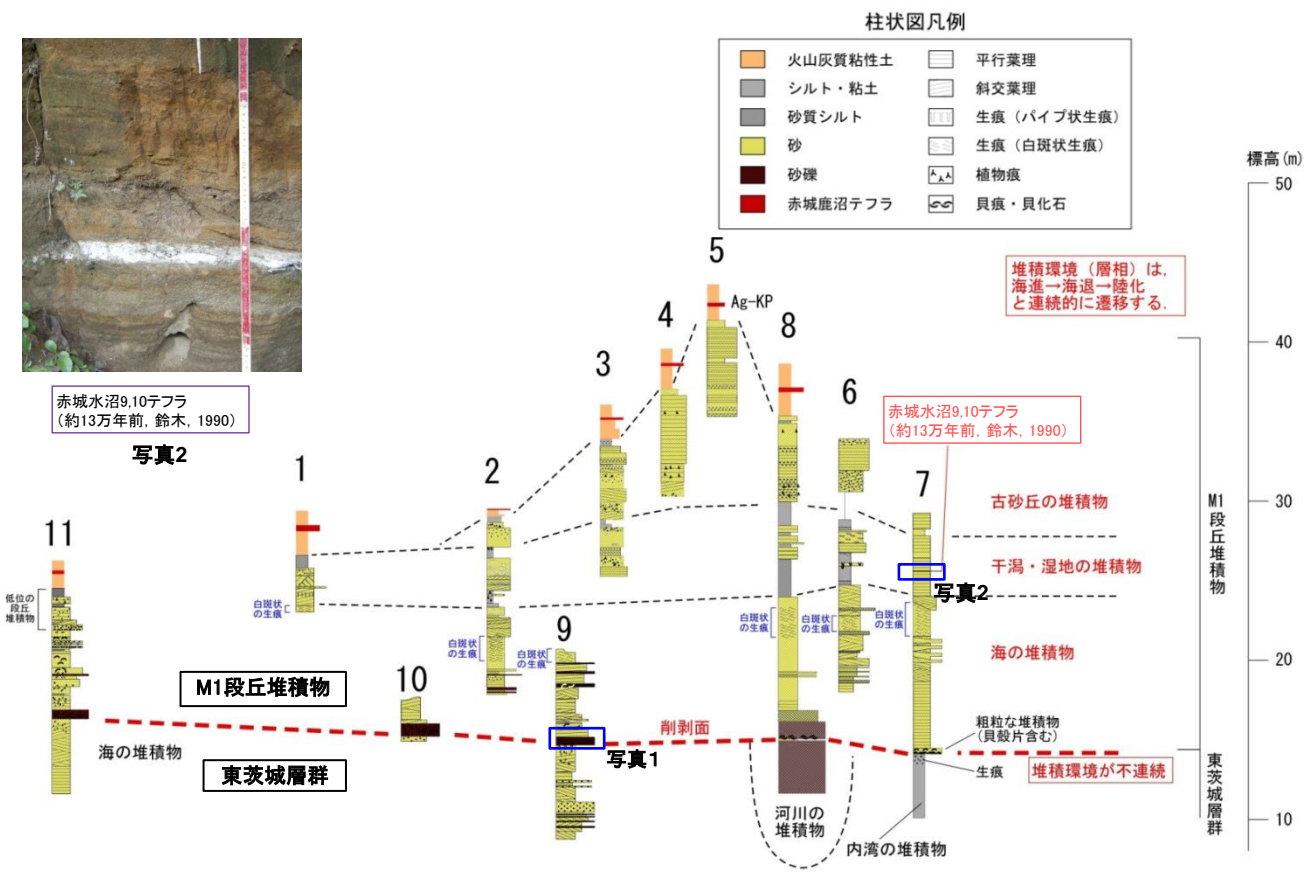 柱状図凡例
火山灰質粘性土
シルト・粘土
砂質シルト
砂
砂礫
赤城鹿沼テフラ
平行葉理
斜交葉理
生痕(パイプ状生痕)
生痕(白斑状生痕)
植物痕
貝痕・貝化石
標高(m)
50
40
30
20
10
堆積環境(層相)は,
海進→海退→陸化
と連続的に遷移する.
赤城水沼9,10テフラ
(約13万年前, 鈴木, 1990)
写真2
赤城水沼9,10テフラ
(約13万年前, 鈴木, 1990)
Ag-KP
11
1
2
3
4
5
8
6
7
9
10
低位の
段丘
堆積物
白斑状
の生痕
白斑状
の生痕
白斑状
の生痕
白斑状
の生痕
白斑状
の生痕
白斑状
の生痕
古砂丘の堆積物
干潟・湿地の堆積物
写真2
海の堆積物
M1段丘堆積物
M1段丘堆積物
削剥面
写真1
海の堆積物
東茨城層群
粗粒な堆積物
(貝殻片含む)
生痕
堆積環境が不連続
河川の
堆積物
内湾の堆積物
東茨城層群